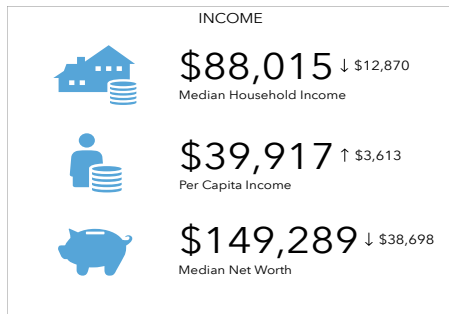 INCOME
$88,015 ↓ $12,870
Median Household Income
$39,917 ↑ $3,613
Per Capita Income
$149,289 ↓ $38,698
Median Net Worth